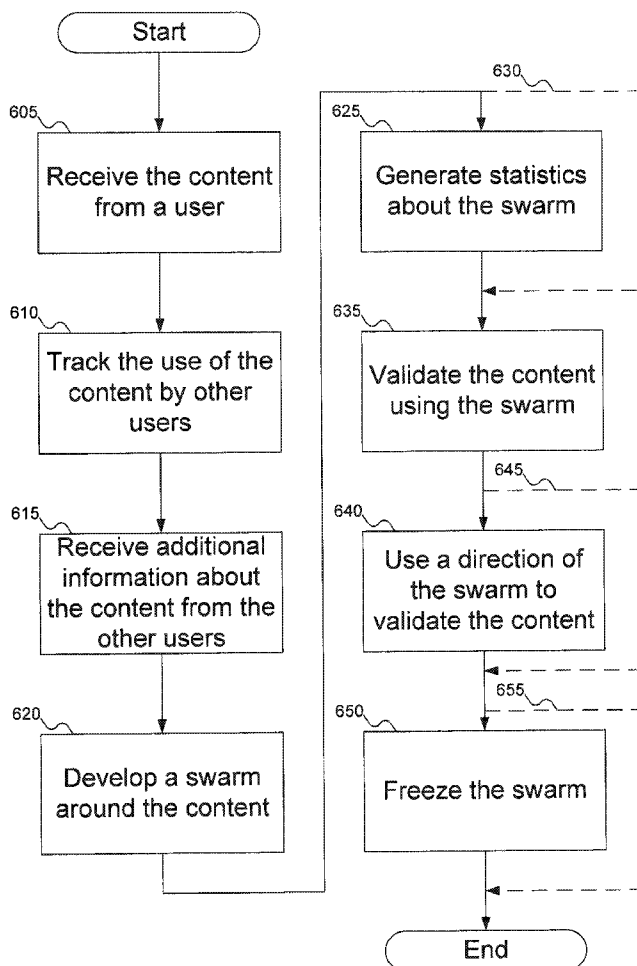 Start
605
Receive the content
from a user
610
Track the use of the
content by other
users
615
Receive additional
information about
the content from the
other users
620
Develop a swarm
around the content
630
625
Generate statistics
about the swarm
635
Validate the content
using the swarm
645
640
Use a direction of
the swarm to
validate the content
655
650
Freeze the swarm
End